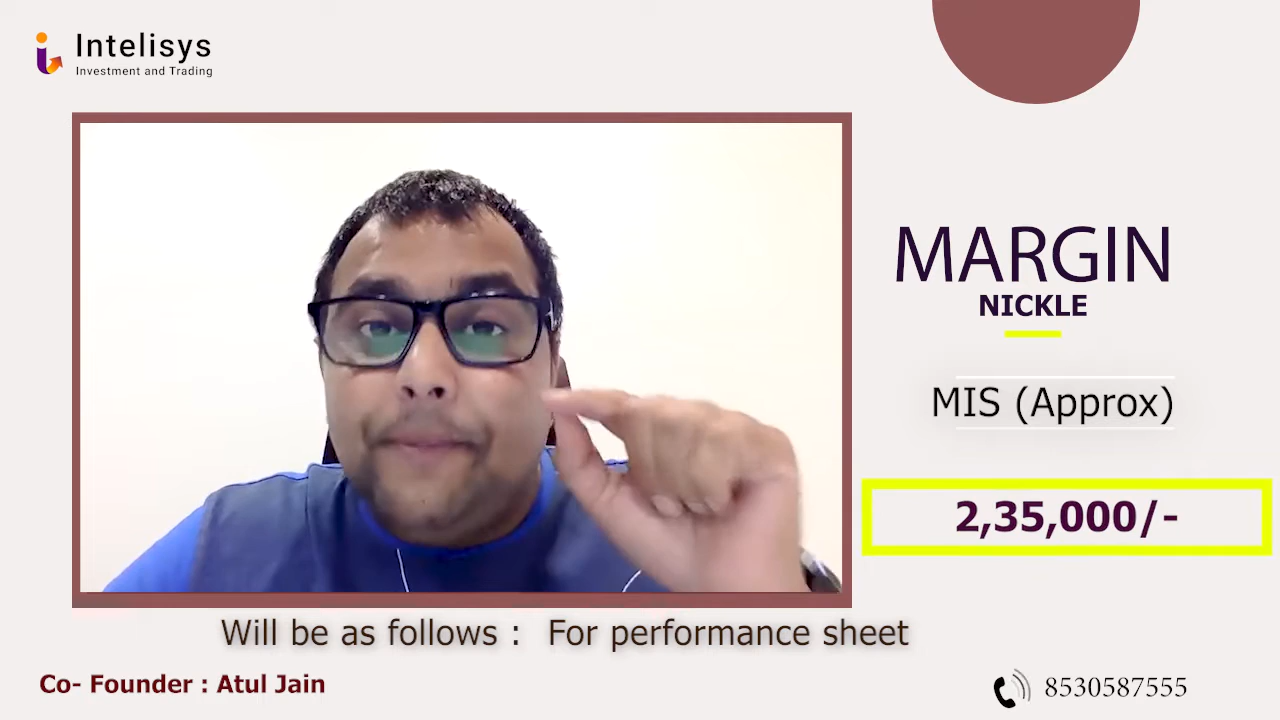 Intelisys
Investment and Trading
MARGIN
NICKLE
MIS (Approx)
2,35,000/-
Will be as follows : For performance sheet
Co- Founder : Atul Jain
8530587555